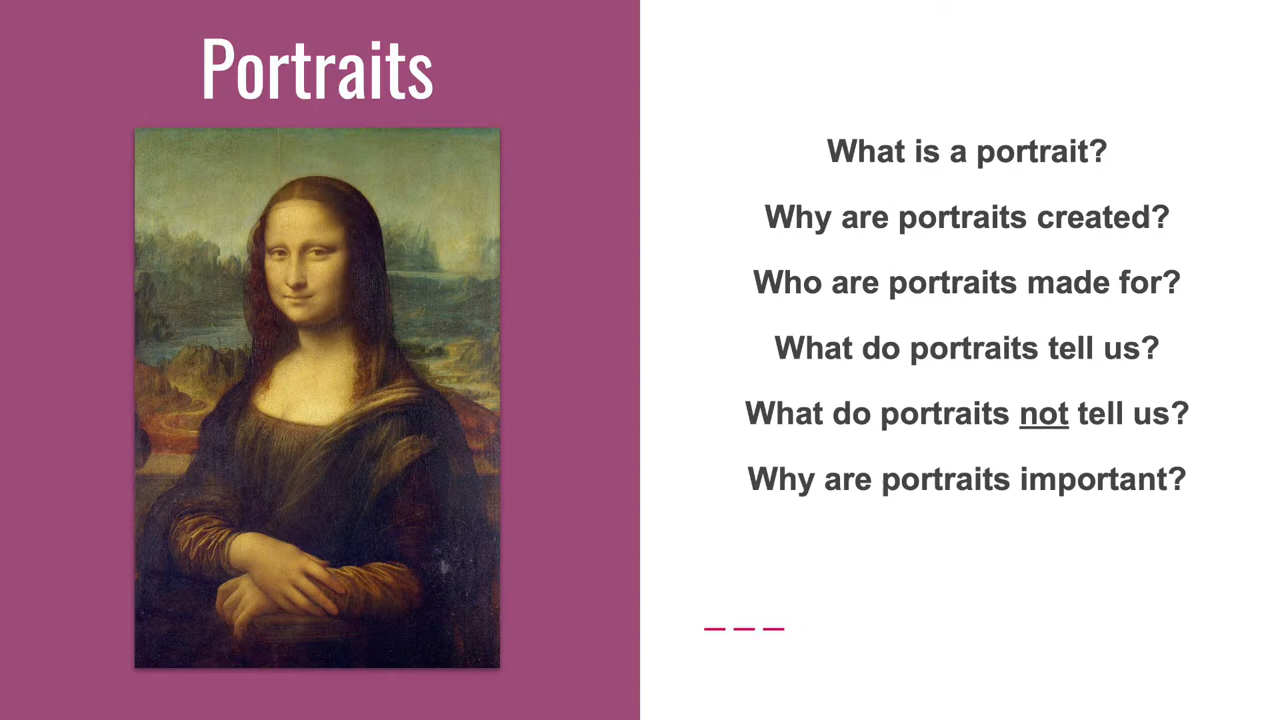 Portraits
What is a portrait?
Why are portraits created?
Who are portraits made for?
What do portraits tell us?
What do portraits not tell us?
Why are portraits important?